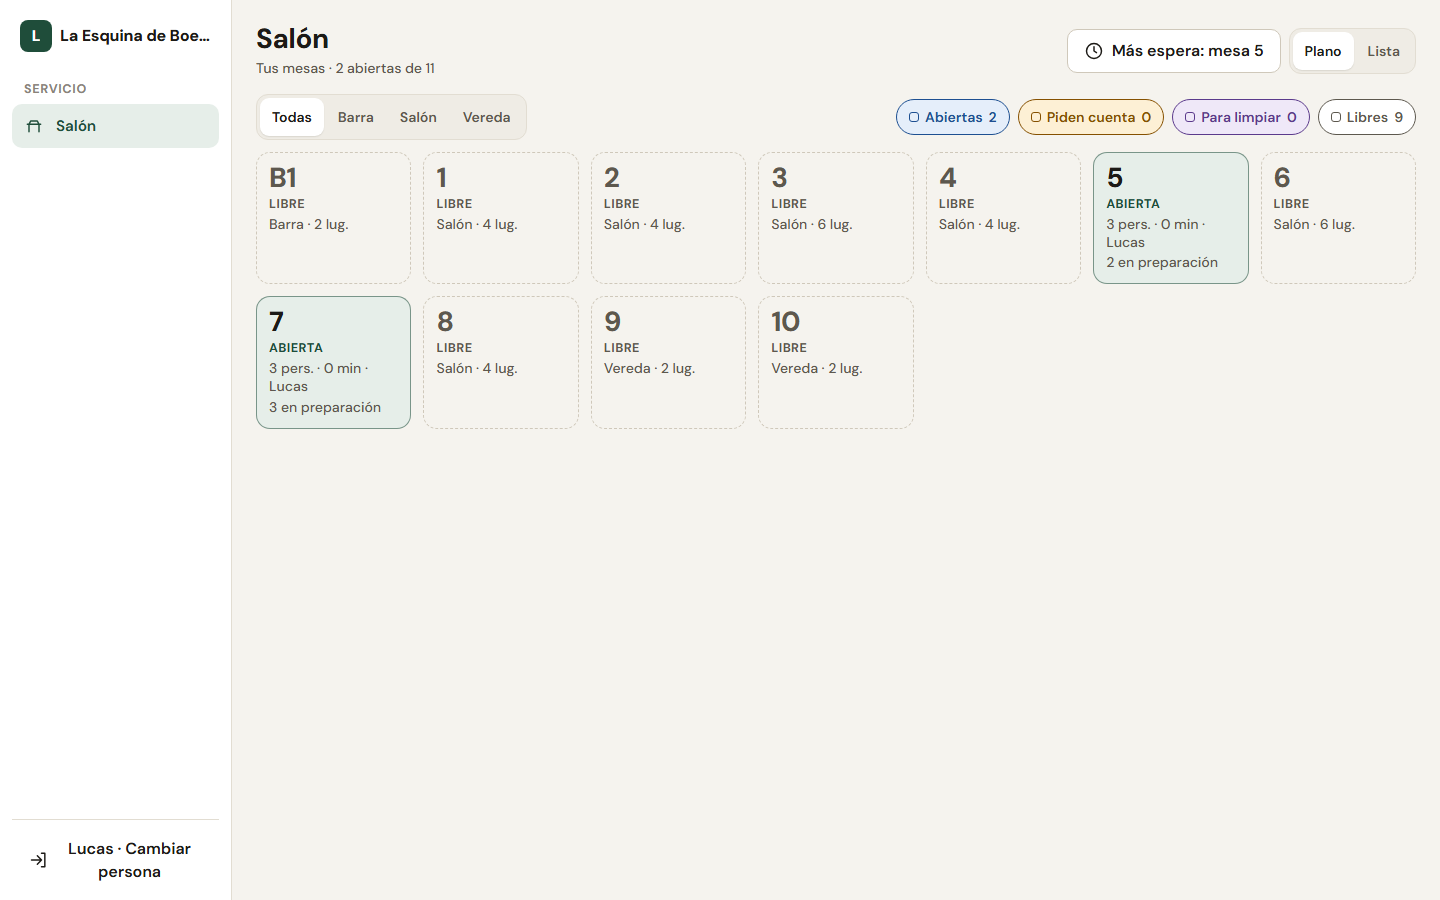 L
La Esquina de Boe...
SERVICIO
Salón
Lucas · Cambiar
persona
Salón
Tus mesas · 2 abiertas de 11
Más espera: mesa 5
Plano
Lista
Todas
Barra
Salón
Vereda
Abiertas 2
Piden cuenta 0
Para limpiar 0
Libres 9
B1
LIBRE
Barra · 2 lug.
1
LIBRE
Salón · 4 lug.
2
LIBRE
Salón · 4 lug.
3
LIBRE
Salón · 6 lug.
4
LIBRE
Salón · 4 lug.
5
ABIERTA
3 pers. · 0 min ·
Lucas
2 en preparación
6
LIBRE
Salón · 6 lug.
7
ABIERTA
3 pers. · 0 min ·
Lucas
3 en preparación
8
LIBRE
Salón · 4 lug.
9
LIBRE
Vereda · 2 lug.
10
LIBRE
Vereda · 2 lug.